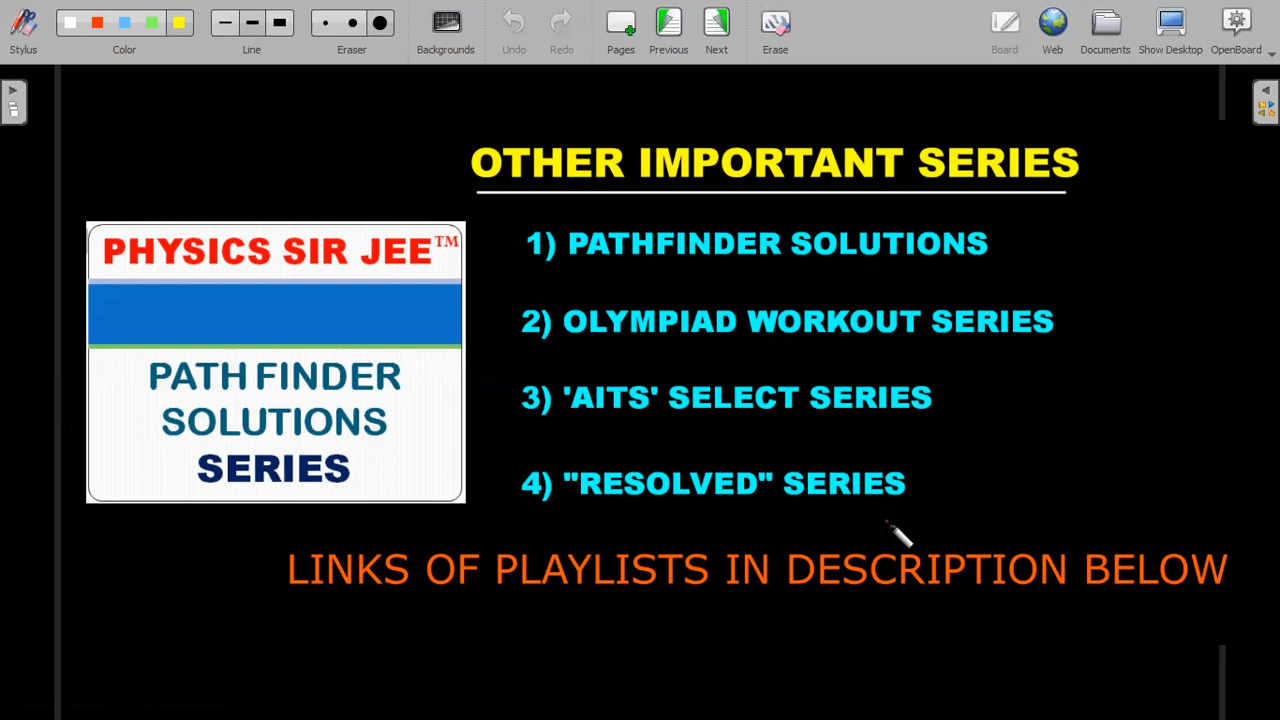 Stylus
Color
Line
Eraser
Backgrounds
Undo
Redo
Pages
Previous
Next
Erase
Board
Web
Documents
Show Desktop
OpenBoard
OTHER IMPORTANT SERIES
PHYSICS SIR JEE™
PATH FINDER
SOLUTIONS
SERIES
1) PATHFINDER SOLUTIONS
2) OLYMPIAD WORKOUT SERIES
3) 'AITS' SELECT SERIES
4) "RESOLVED" SERIES
LINKS OF PLAYLISTS IN DESCRIPTION BELOW